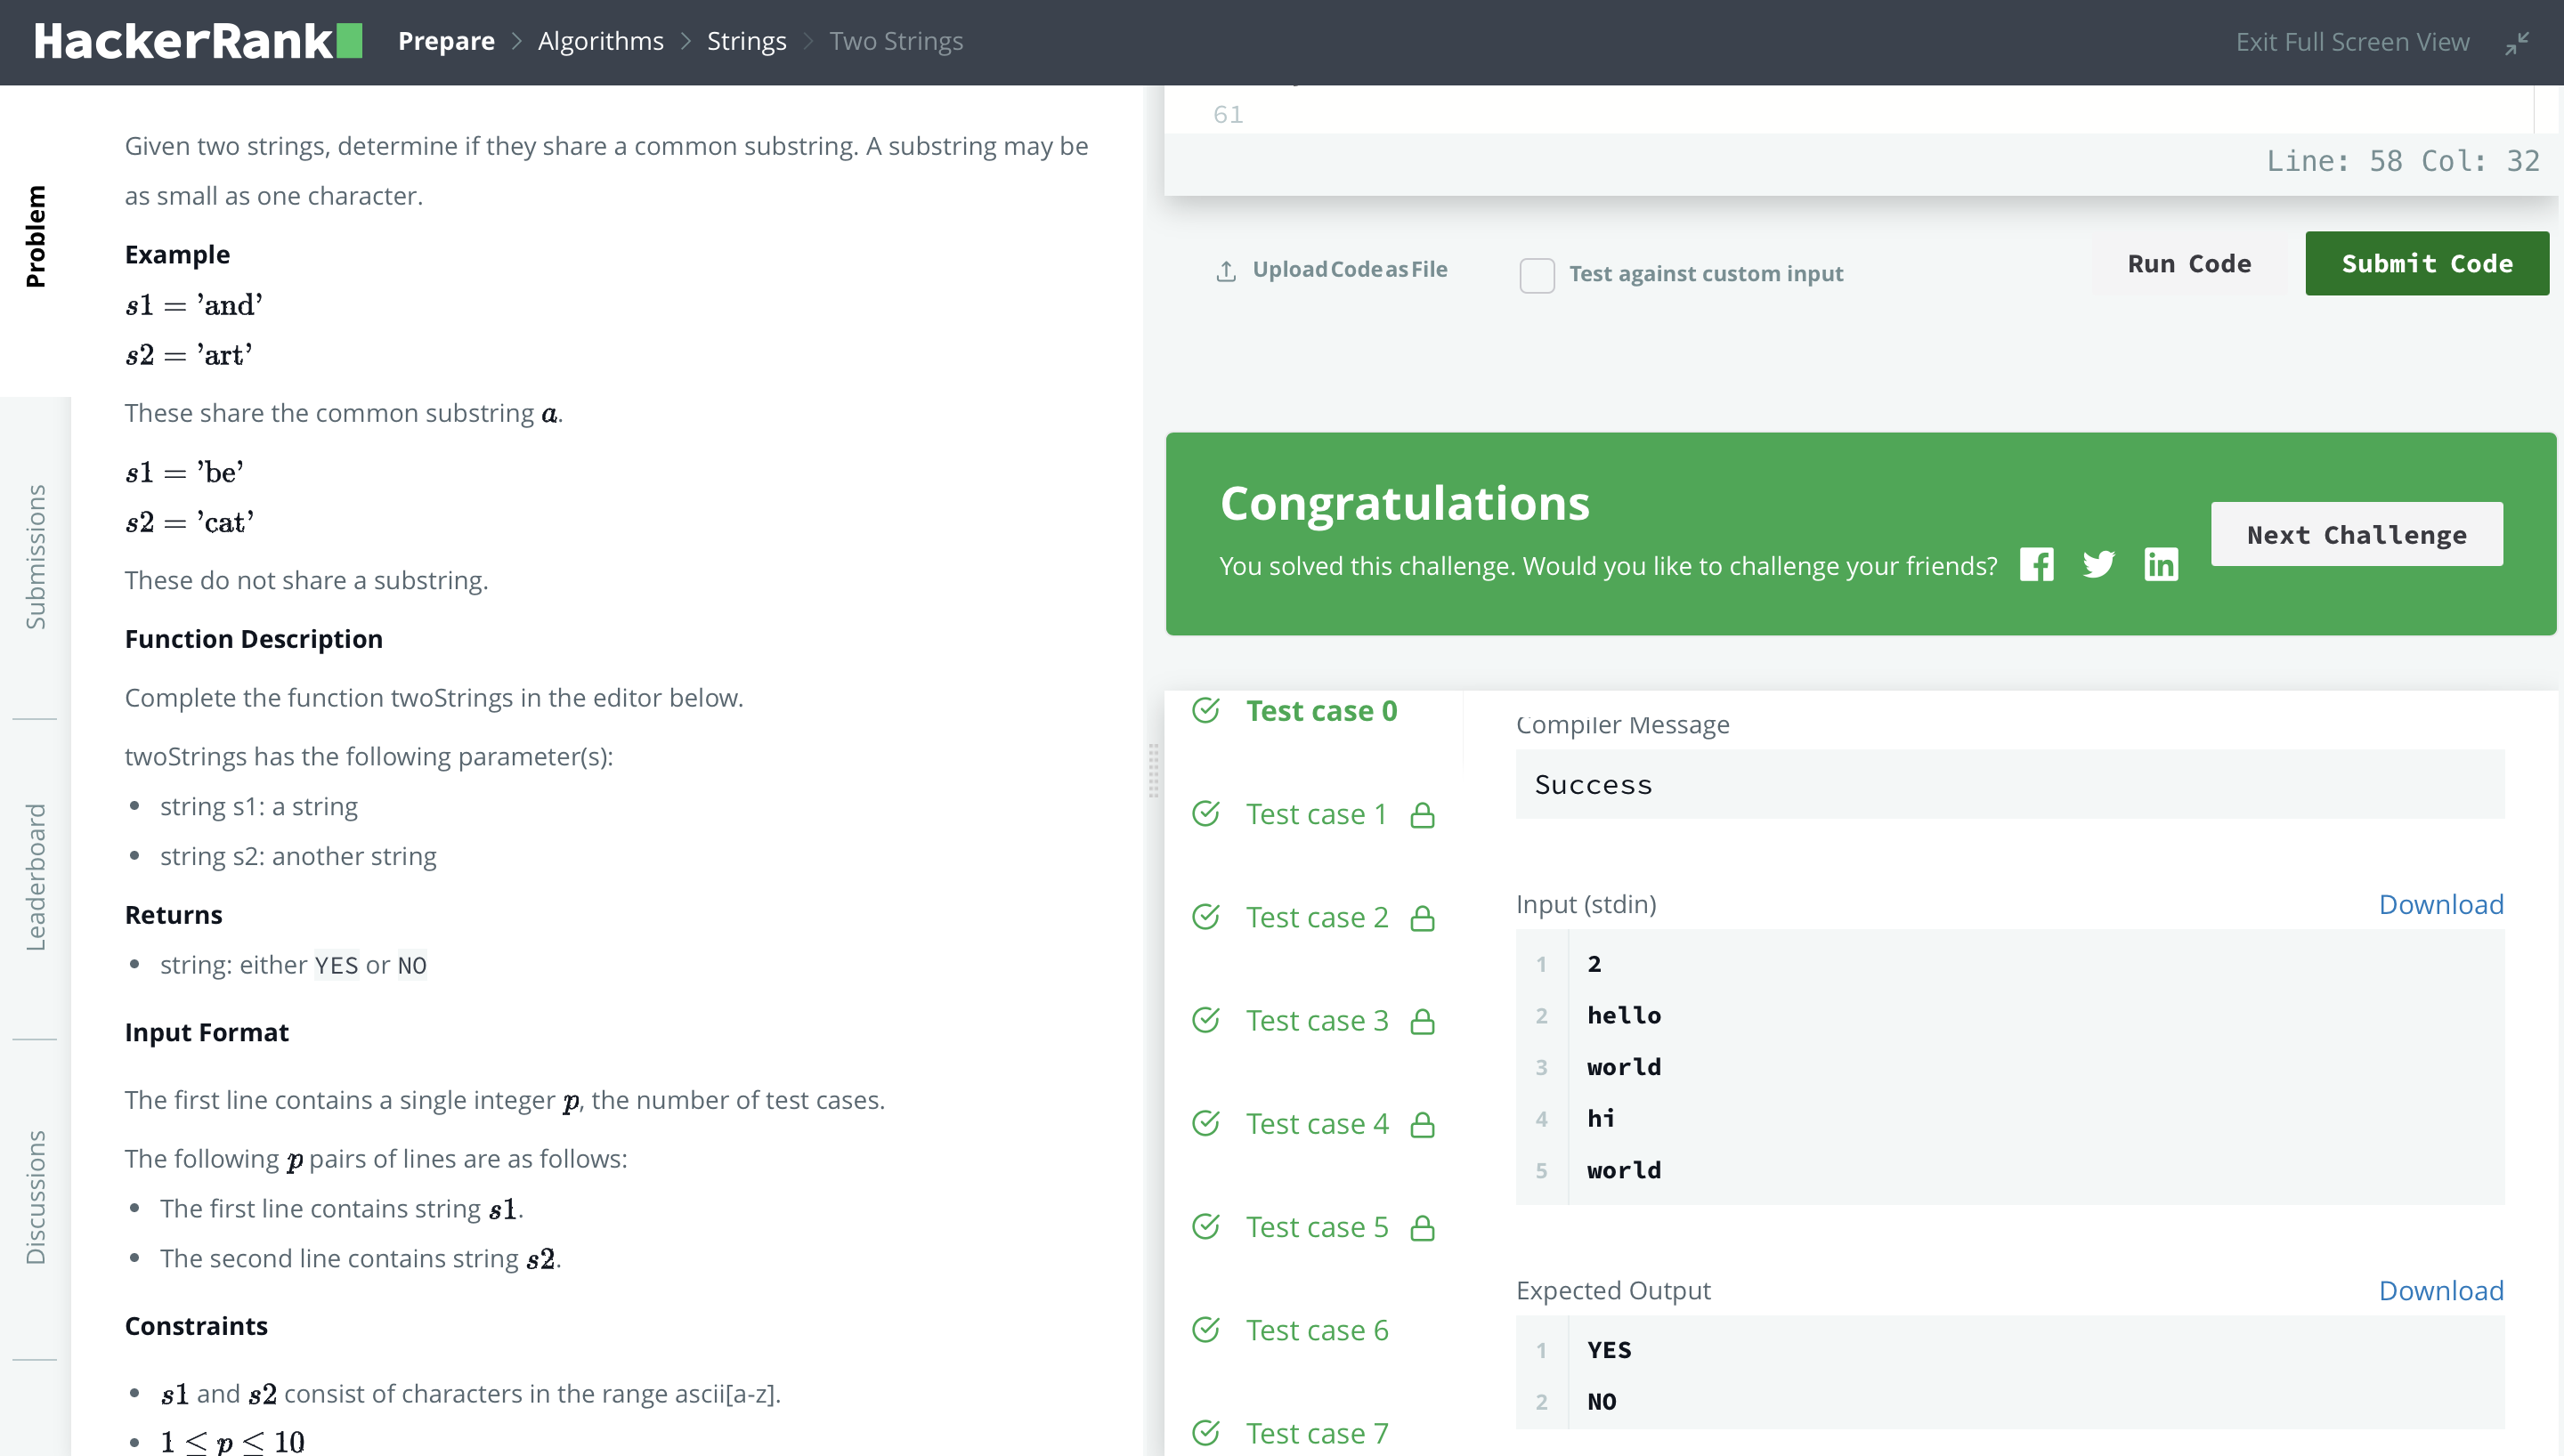 HackerRank
Prepare > Algorithms > Strings > Two Strings
Exit Full Screen View
Problem
Submissions
Leaderboard
Discussions
Given two strings, determine if they share a common substring. A substring may be
as small as one character.
Example
s1 = 'and'
s2 = 'art'
These share the common substring a.
s1 = 'be'
s2 = 'cat'
These do not share a substring.
Function Description
Complete the function twoStrings in the editor below.
twoStrings has the following parameter(s):
• string s1: a string
• string s2: another string
Returns
• string: either YES or NO
Input Format
The first line contains a single integer p, the number of test cases.
The following p pairs of lines are as follows:
• The first line contains string s1.
• The second line contains string s2.
Constraints
• s1 and s2 consist of characters in the range ascii[a-z].
• 1 ≤ p ≤ 10
61
Line: 58 Col: 32
Upload Code as File
Test against custom input
Run Code
Submit Code
Congratulations
You solved this challenge. Would you like to challenge your friends?
Next Challenge
Test case 0
Test case 1
Test case 2
Test case 3
Test case 4
Test case 5
Test case 6
Test case 7
Compiler Message
Success
Input (stdin)
Download
1 2
2 hello
3 world
4 hi
5 world
Expected Output
Download
1 YES
2 NO